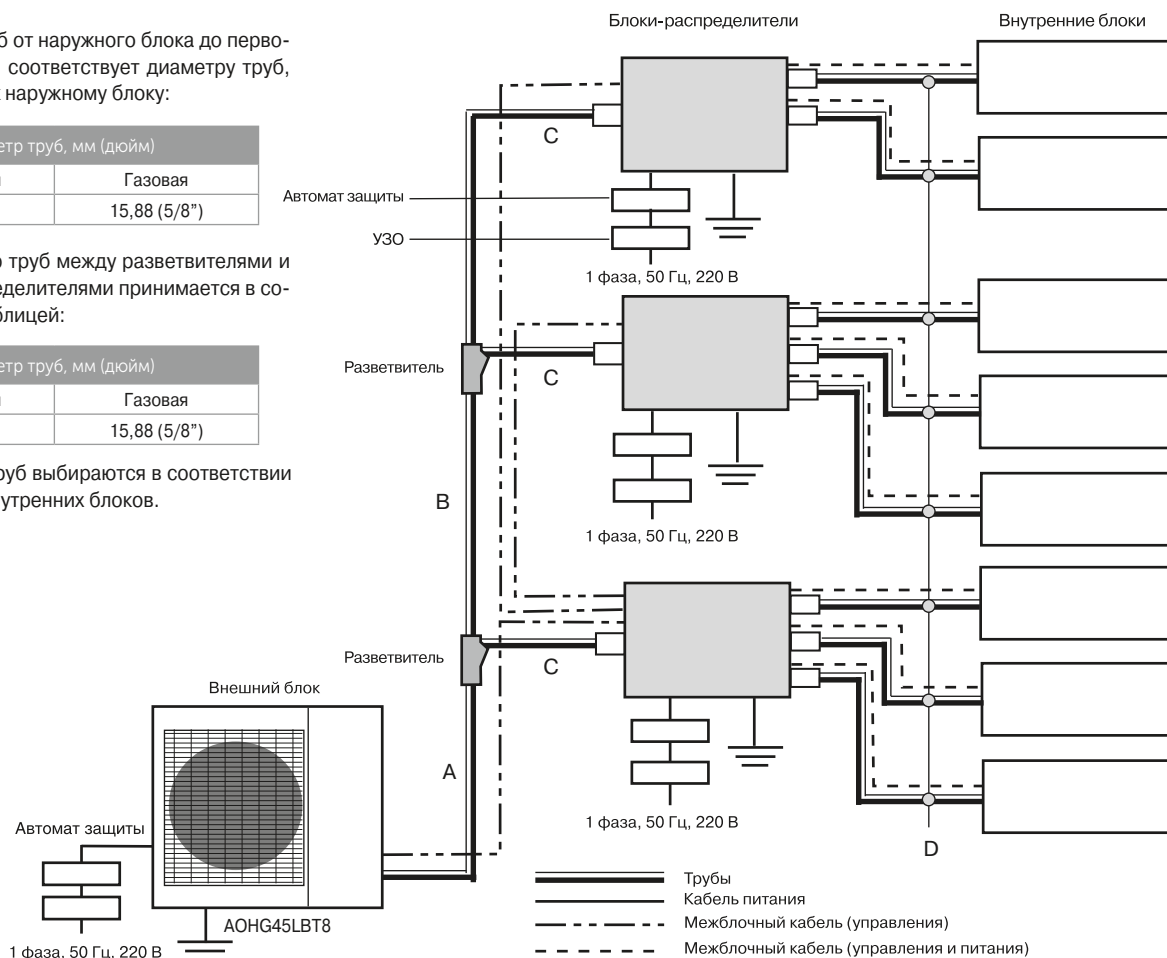 б от наружного блока до перво-
соответствует диаметру труб,
к наружному блоку:
етр труб, мм (дюйм)
Газовая
15,88 (5/8”)
труб между разветвителями и
еделителями принимается в со-
блицей:
етр труб, мм (дюйм)
Газовая
15,88 (5/8”)
руб выбираются в соответствии
утренних блоков.
Блоки-распределители
Внутренние блоки
C
Автомат защиты
УЗО
1 фаза, 50 Гц, 220 В
Разветвитель
C
B
1 фаза, 50 Гц, 220 В
Разветвитель
C
Внешний блок
A
1 фаза, 50 Гц, 220 В
D
Автомат защиты
AOHG45LBT8
1 фаза, 50 Гц, 220 В
Трубы
Кабель питания
Межблочный кабель (управления)
Межблочный кабель (управления и питания)